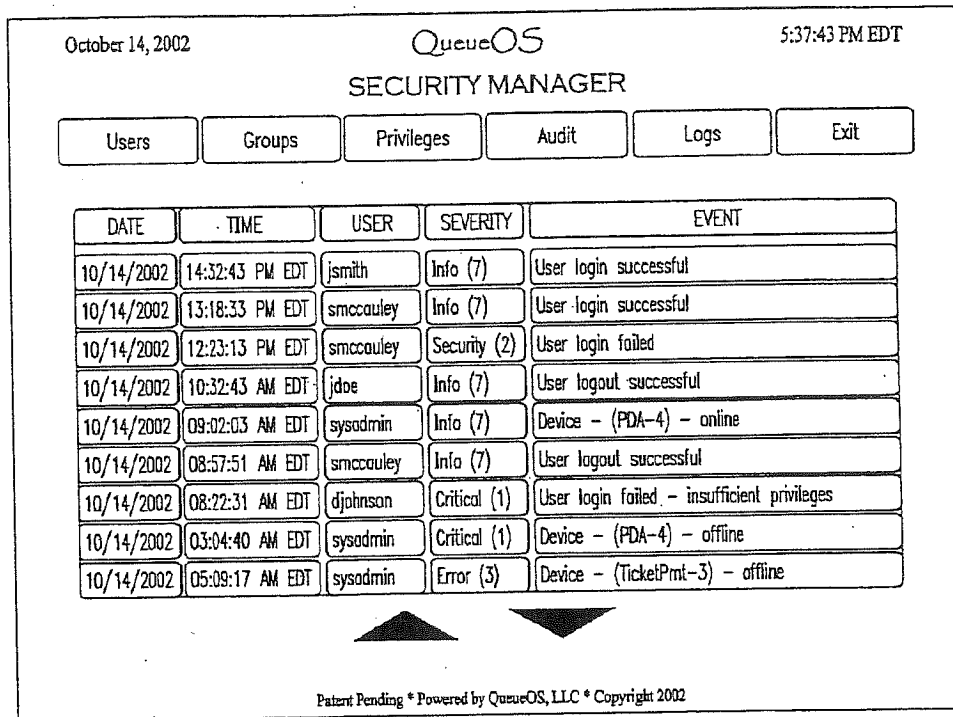 October 14, 2002 QueueOS 5:37:43 PM EDT
SECURITY MANAGER
Users Groups Privileges Audit Logs Exit
DATE TIME USER SEVERITY EVENT
10/14/2002 14:32:43 PM EDT jsmith Info (7) User login successful
10/14/2002 13:18:33 PM EDT smccauley Info (7) User login successful
10/14/2002 12:23:13 PM EDT smccauley Security (2) User login failed
10/14/2002 10:32:43 AM EDT jdoe Info (7) User logout successful
10/14/2002 09:02:03 AM EDT sysadmin Info (7) Device – (PDA–4) – online
10/14/2002 08:57:51 AM EDT smccauley Info (7) User logout successful
10/14/2002 08:22:31 AM EDT djohnson Critical (1) User login failed – insufficient privileges
10/14/2002 03:04:40 AM EDT sysadmin Critical (1) Device – (PDA–4) – offline
10/14/2002 05:09:17 AM EDT sysadmin Error (3) Device – (TicketPrnt–3) – offline
Patent Pending * Powered by QueueOS, LLC * Copyright 2002